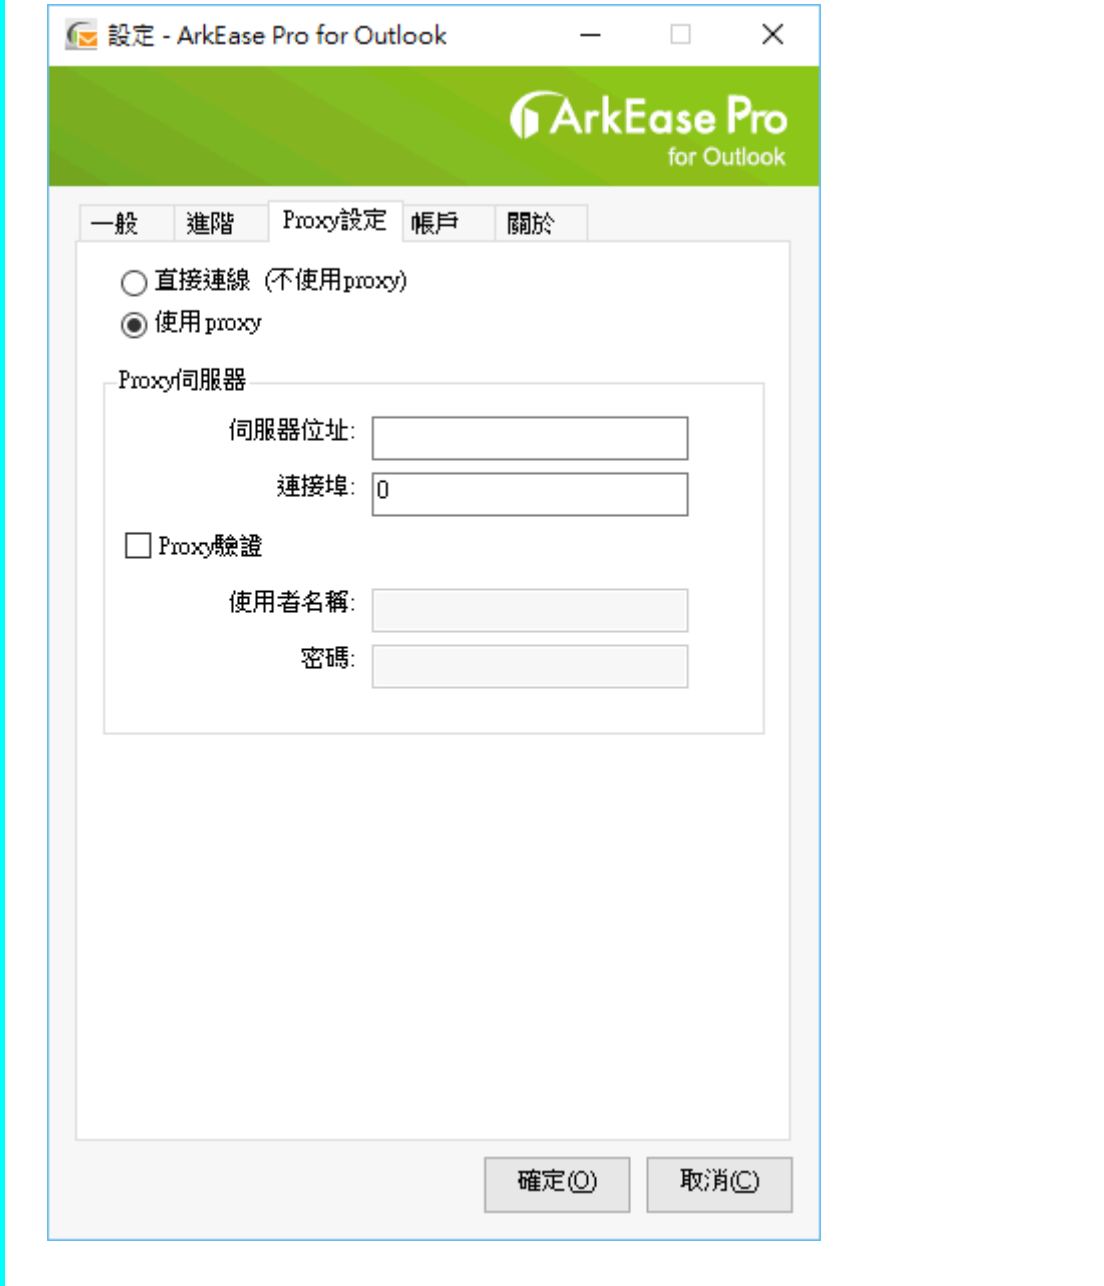 設定 - ArkEase Pro for Outlook
ArkEase Pro
for Outlook
一般 進階 Proxy設定 帳戶 關於
直接連線 (不使用proxy)
使用proxy
Proxy伺服器
伺服器位址:
連接埠: 0
Proxy驗證
使用者名稱:
密碼:
確定(O) 取消(C)